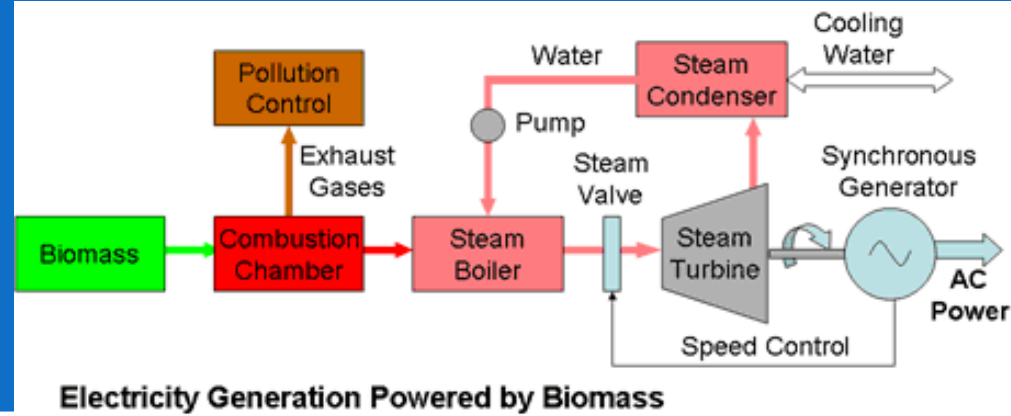 Cooling
Water
Pollution
Control
Water
Steam
Condenser
Pump
Exhaust
Gases
Steam
Valve
Synchronous
Generator
Biomass
Combustion
Chamber
Steam
Boiler
Steam
Turbine
AC
Power
Speed Control
Electricity Generation Powered by Biomass